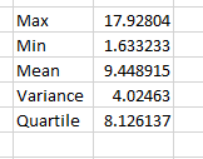 Max 17.92804
Min 1.633233
Mean 9.448915
Variance 4.02463
Quartile 8.126137